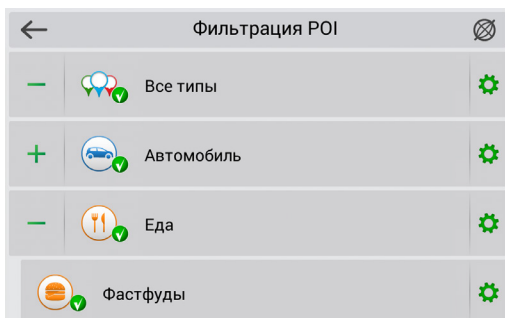 Фильтрация POI
Все типы
Автомобиль
Еда
Фастфуды